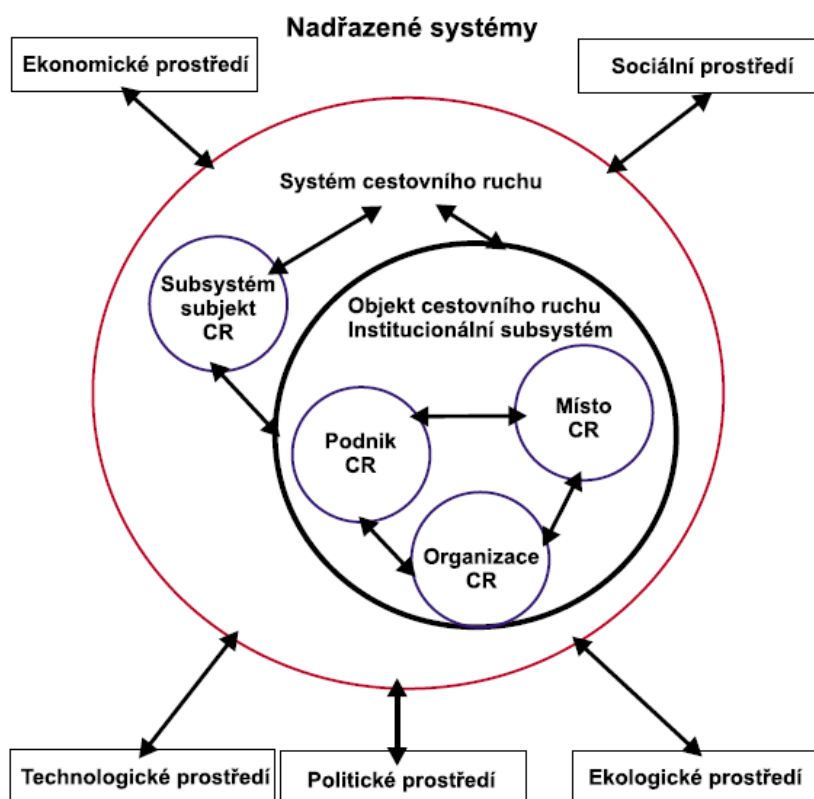 Nadřazené systémy
Ekonomické prostředí
Sociální prostředí
Systém cestovního ruchu
Subsystém
subjekt
CR
Objekt cestovního ruchu
Institucionální subsystém
Podnik
CR
Místo
CR
Organizace
CR
Technologické prostředí
Politické prostředí
Ekologické prostředí